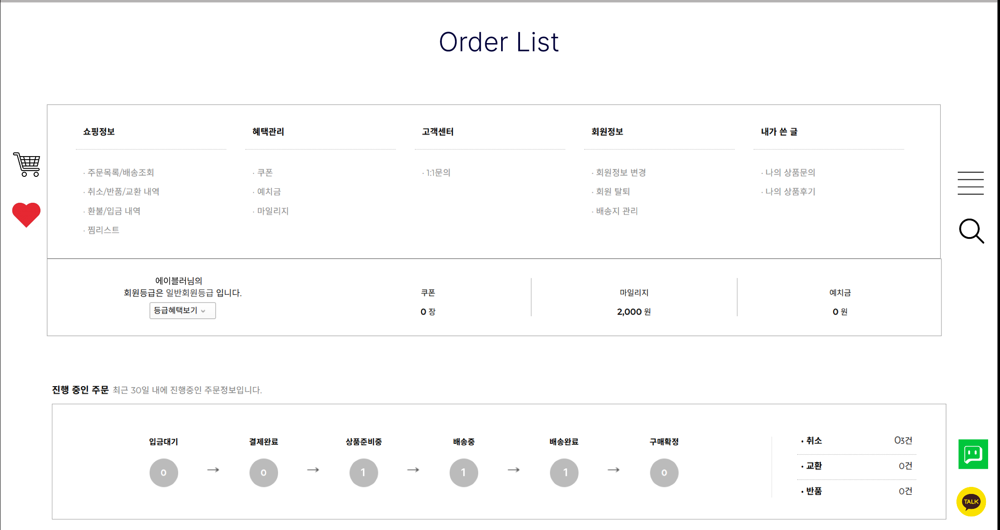 Order List
쇼핑정보
· 주문목록/배송조회
· 취소/반품/교환 내역
· 환불/입금 내역
· 찜리스트
혜택관리
· 쿠폰
· 예치금
· 마일리지
고객센터
· 1:1문의
회원정보
· 회원정보 변경
· 회원 탈퇴
· 배송지 관리
내가 쓴 글
· 나의 상품문의
· 나의 상품후기
에이블러님의
회원등급은 일반회원등급 입니다.
등급혜택보기
쿠폰
0 장
마일리지
2,000 원
예치금
0 원
진행 중인 주문 최근 30일 내에 진행중인 주문정보입니다.
입금대기
0
결제완료
0
상품준비중
1
배송중
1
배송완료
1
구매확정
0
• 취소 03건
• 교환 0건
• 반품 0건
TALK